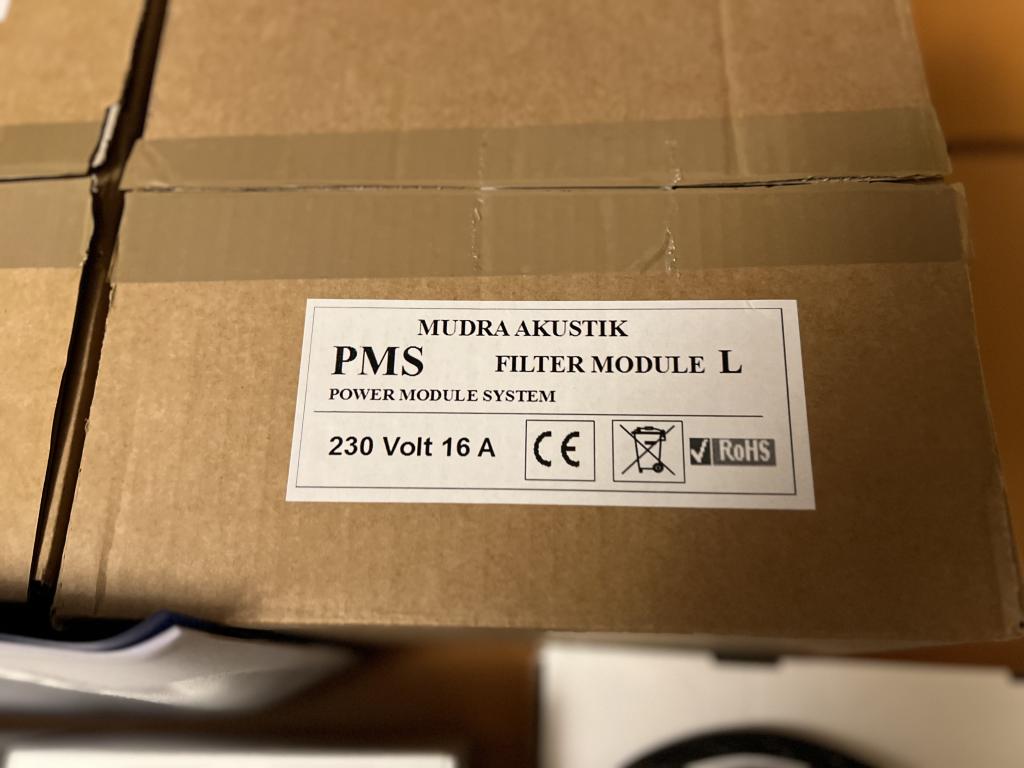 MUDRA AKUSTIK
PMS FILTER MODULE L
POWER MODULE SYSTEM
230 Volt 16 A CE RoHS